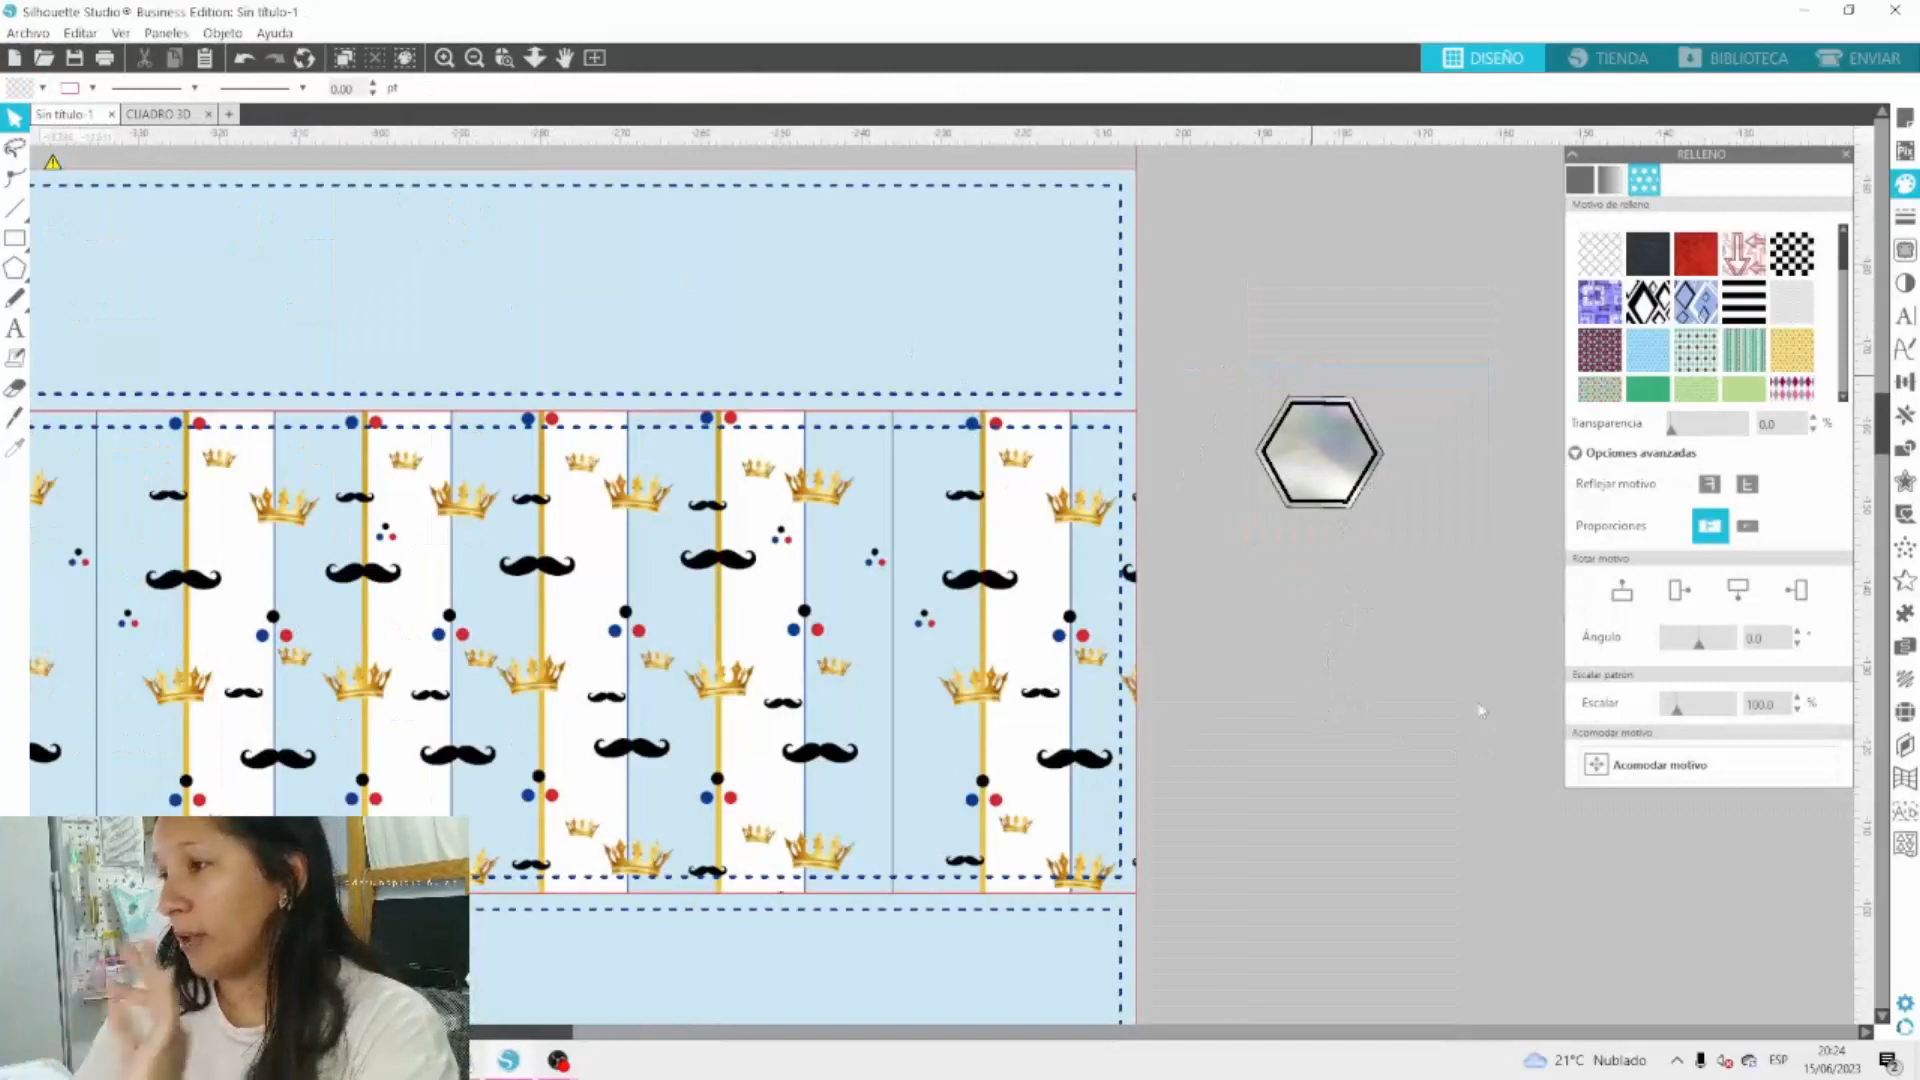 Silhouette Studio® Business Edition: Sin título-1
Archivo Editar Ver Paneles Objeto Ayuda
DISEÑO TIENDA BIBLIOTECA ENVIAR
0.00 pt
Sin título-1 CUADRO 3D
RELLENO
Motivo de relleno
Transparencia 0.0 %
Opciones avanzadas
Reflejar motivo
Proporciones
Rotar motivo
Ángulo 0.0 °
Escalar patrón
Escalar 100.0 %
Acomodar motivo
Acomodar motivo
21°C Nublado
ESP
20:24
15/06/2023